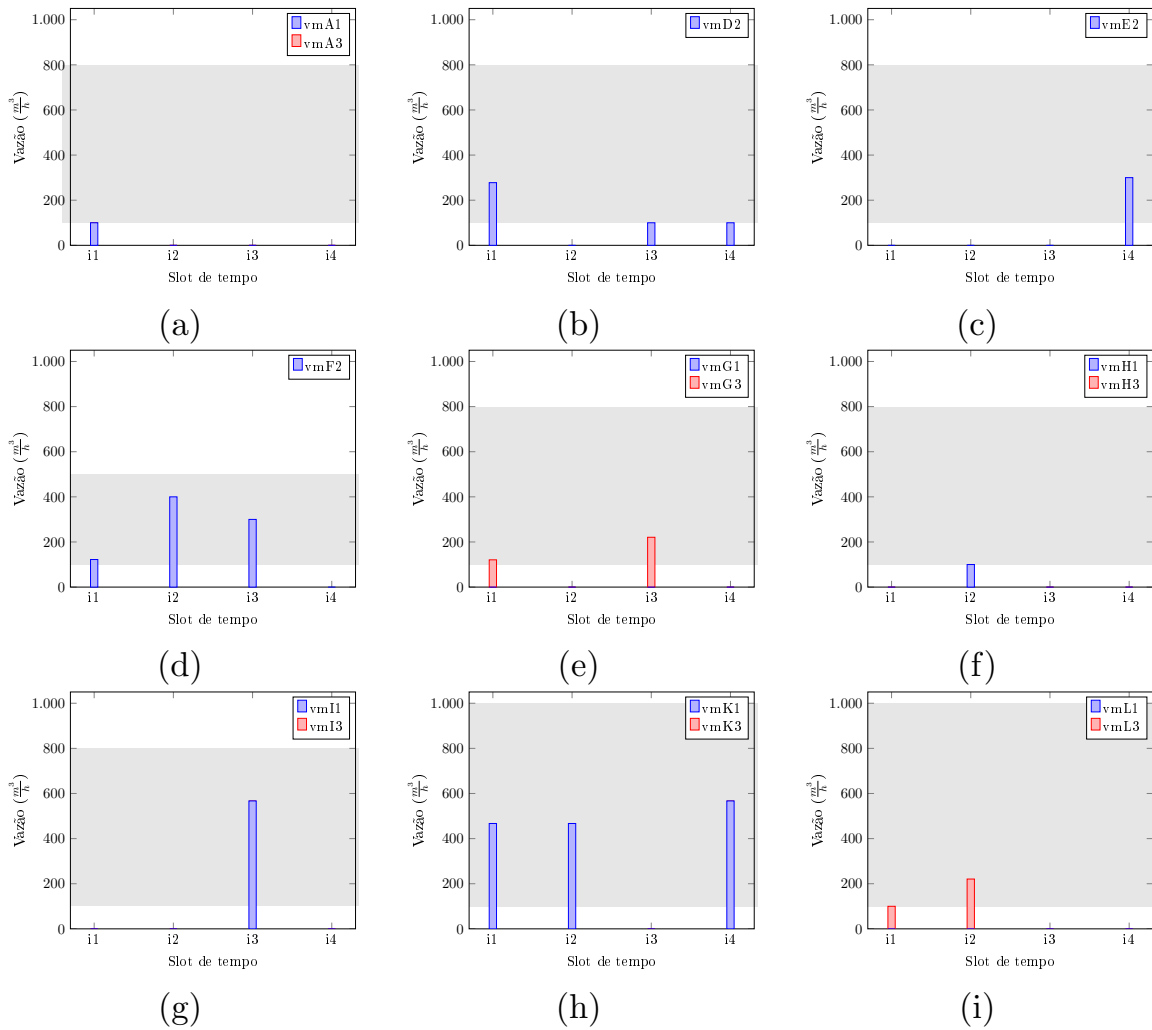 1.000
800
600
400
200
0
Vazão (m³/h)
vmA1
vmA3
i1 i2 i3 i4
Slot de tempo
(a)
1.000
800
600
400
200
0
Vazão (m³/h)
vmD2
i1 i2 i3 i4
Slot de tempo
(b)
1.000
800
600
400
200
0
Vazão (m³/h)
vmE2
i1 i2 i3 i4
Slot de tempo
(c)
1.000
800
600
400
200
0
Vazão (m³/h)
vmF2
i1 i2 i3 i4
Slot de tempo
(d)
1.000
800
600
400
200
0
Vazão (m³/h)
vmG1
vmG3
i1 i2 i3 i4
Slot de tempo
(e)
1.000
800
600
400
200
0
Vazão (m³/h)
vmH1
vmH3
i1 i2 i3 i4
Slot de tempo
(f)
1.000
800
600
400
200
0
Vazão (m³/h)
vmI1
vmI3
i1 i2 i3 i4
Slot de tempo
(g)
1.000
800
600
400
200
0
Vazão (m³/h)
vmK1
vmK3
i1 i2 i3 i4
Slot de tempo
(h)
1.000
800
600
400
200
0
Vazão (m³/h)
vmL1
vmL3
i1 i2 i3 i4
Slot de tempo
(i)